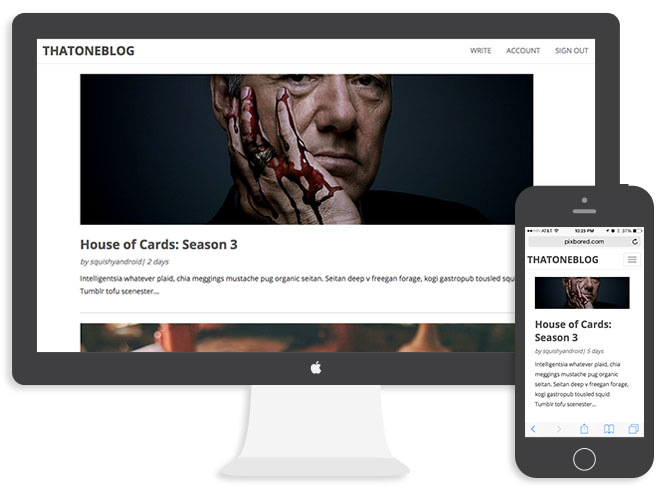 THATONEBLOG
WRITE ACCOUNT SIGN OUT
House of Cards: Season 3
by squishyandroid| 2 days
Intelligentsia whatever plaid, chia meggings mustache pug organic seitan. Seitan deep v freegan forage, kogi gastropub tousled squid
Tumblr tofu scenester...
AT&T 10:23 PM 37%
pixbored.com
THATONEBLOG
House of Cards:
Season 3
by squishyandroid| 5 days
Intelligentsia whatever plaid, chia
meggings mustache pug organic
seitan. Seitan deep v freegan forage,
kogi gastropub tousled squid
Tumblr tofu scenester...